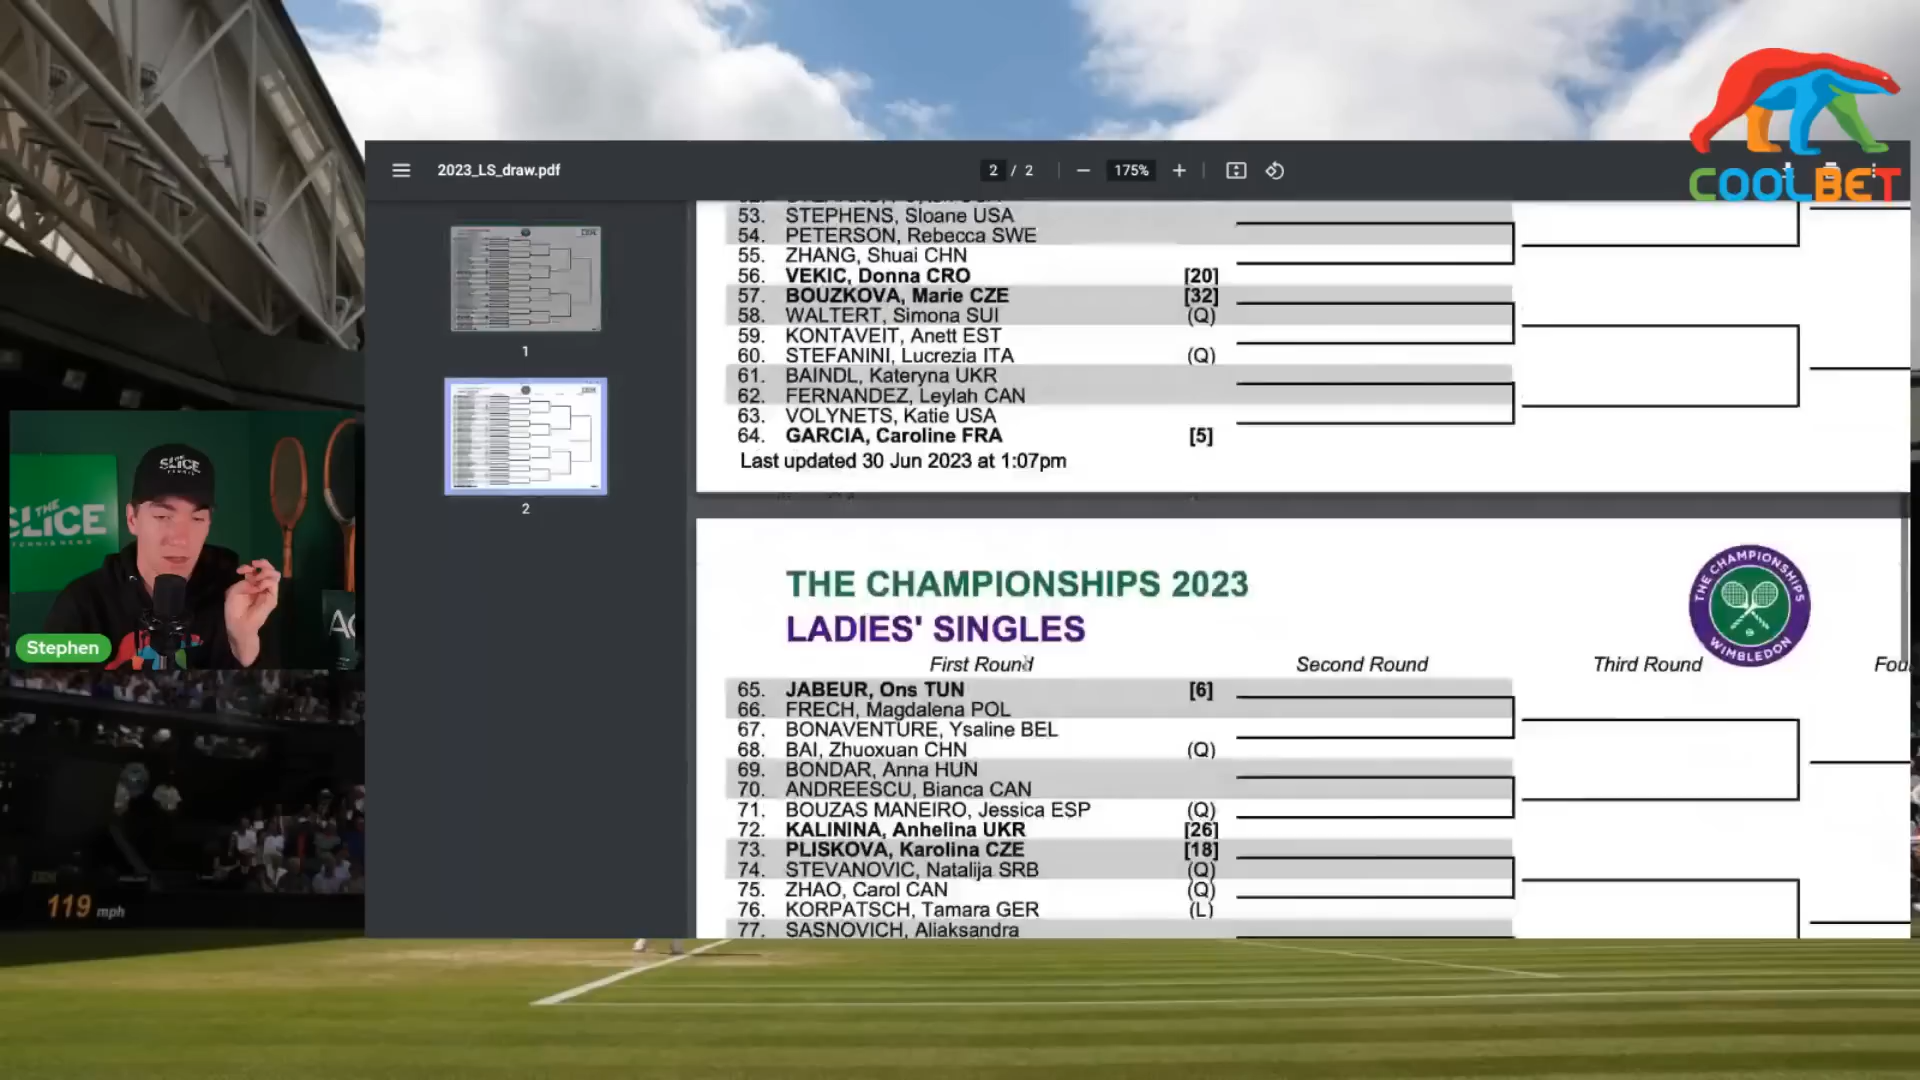 COOLBET
2023_LS_draw.pdf
2 / 2
175%
1
2
53. STEPHENS, Sloane USA
54. PETERSON, Rebecca SWE
55. ZHANG, Shuai CHN
56. VEKIC, Donna CRO [20]
57. BOUZKOVA, Marie CZE [32]
58. WALTERT, Simona SUI (Q)
59. KONTAVEIT, Anett EST
60. STEFANINI, Lucrezia ITA (Q)
61. BAINDL, Kateryna UKR
62. FERNANDEZ, Leylah CAN
63. VOLYNETS, Katie USA
64. GARCIA, Caroline FRA [5]
Last updated 30 Jun 2023 at 1:07pm
THE CHAMPIONSHIPS 2023
LADIES' SINGLES
THE CHAMPIONSHIPS
WIMBLEDON
First Round Second Round Third Round Fou
65. JABEUR, Ons TUN [6]
66. FRECH, Magdalena POL
67. BONAVENTURE, Ysaline BEL
68. BAI, Zhuoxuan CHN (Q)
69. BONDAR, Anna HUN
70. ANDREESCU, Bianca CAN
71. BOUZAS MANEIRO, Jessica ESP (Q)
72. KALININA, Anhelina UKR [26]
73. PLISKOVA, Karolina CZE [18]
74. STEVANOVIC, Natalija SRB (Q)
75. ZHAO, Carol CAN (Q)
76. KORPATSCH, Tamara GER (L)
77. SASNOVICH, Aliaksandra
THE
SLICE
THE
SLICE
Stephen
119 mph